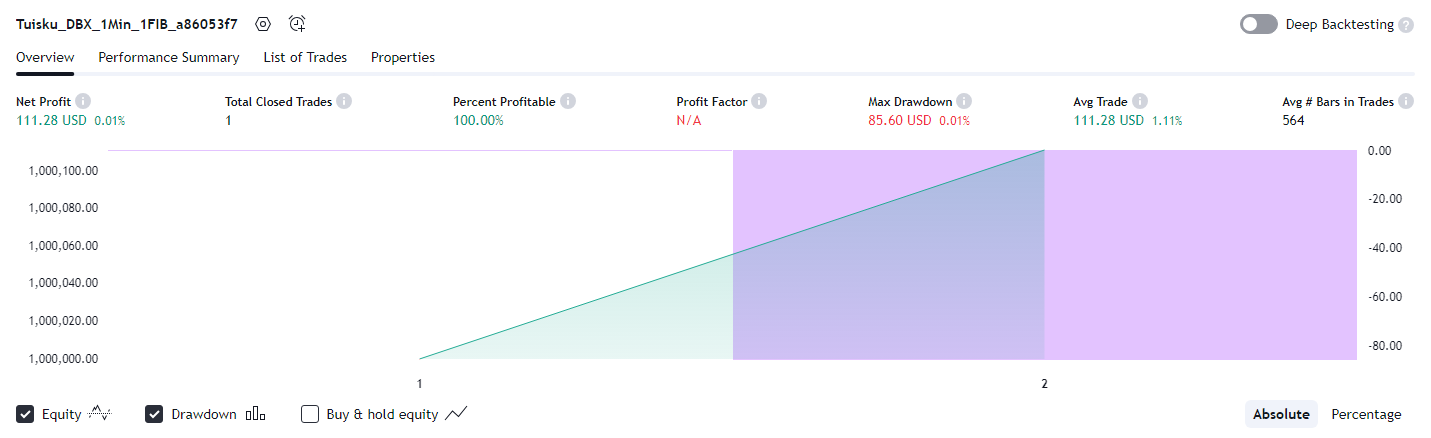 Tuisku_DBX_1Min_1FIB_a86053f7
Deep Backtesting ?
Overview Performance Summary List of Trades Properties
Net Profit Total Closed Trades Percent Profitable Profit Factor Max Drawdown Avg Trade Avg # Bars in Trades
111.28 USD 0.01% 1 100.00% N/A 85.60 USD 0.01% 111.28 USD 1.11% 564
0.00
1,000,100.00
-20.00
1,000,080.00
1,000,060.00 -40.00
1,000,040.00
-60.00
1,000,020.00
-80.00
1,000,000.00
1 2
Equity Drawdown Buy & hold equity Absolute Percentage